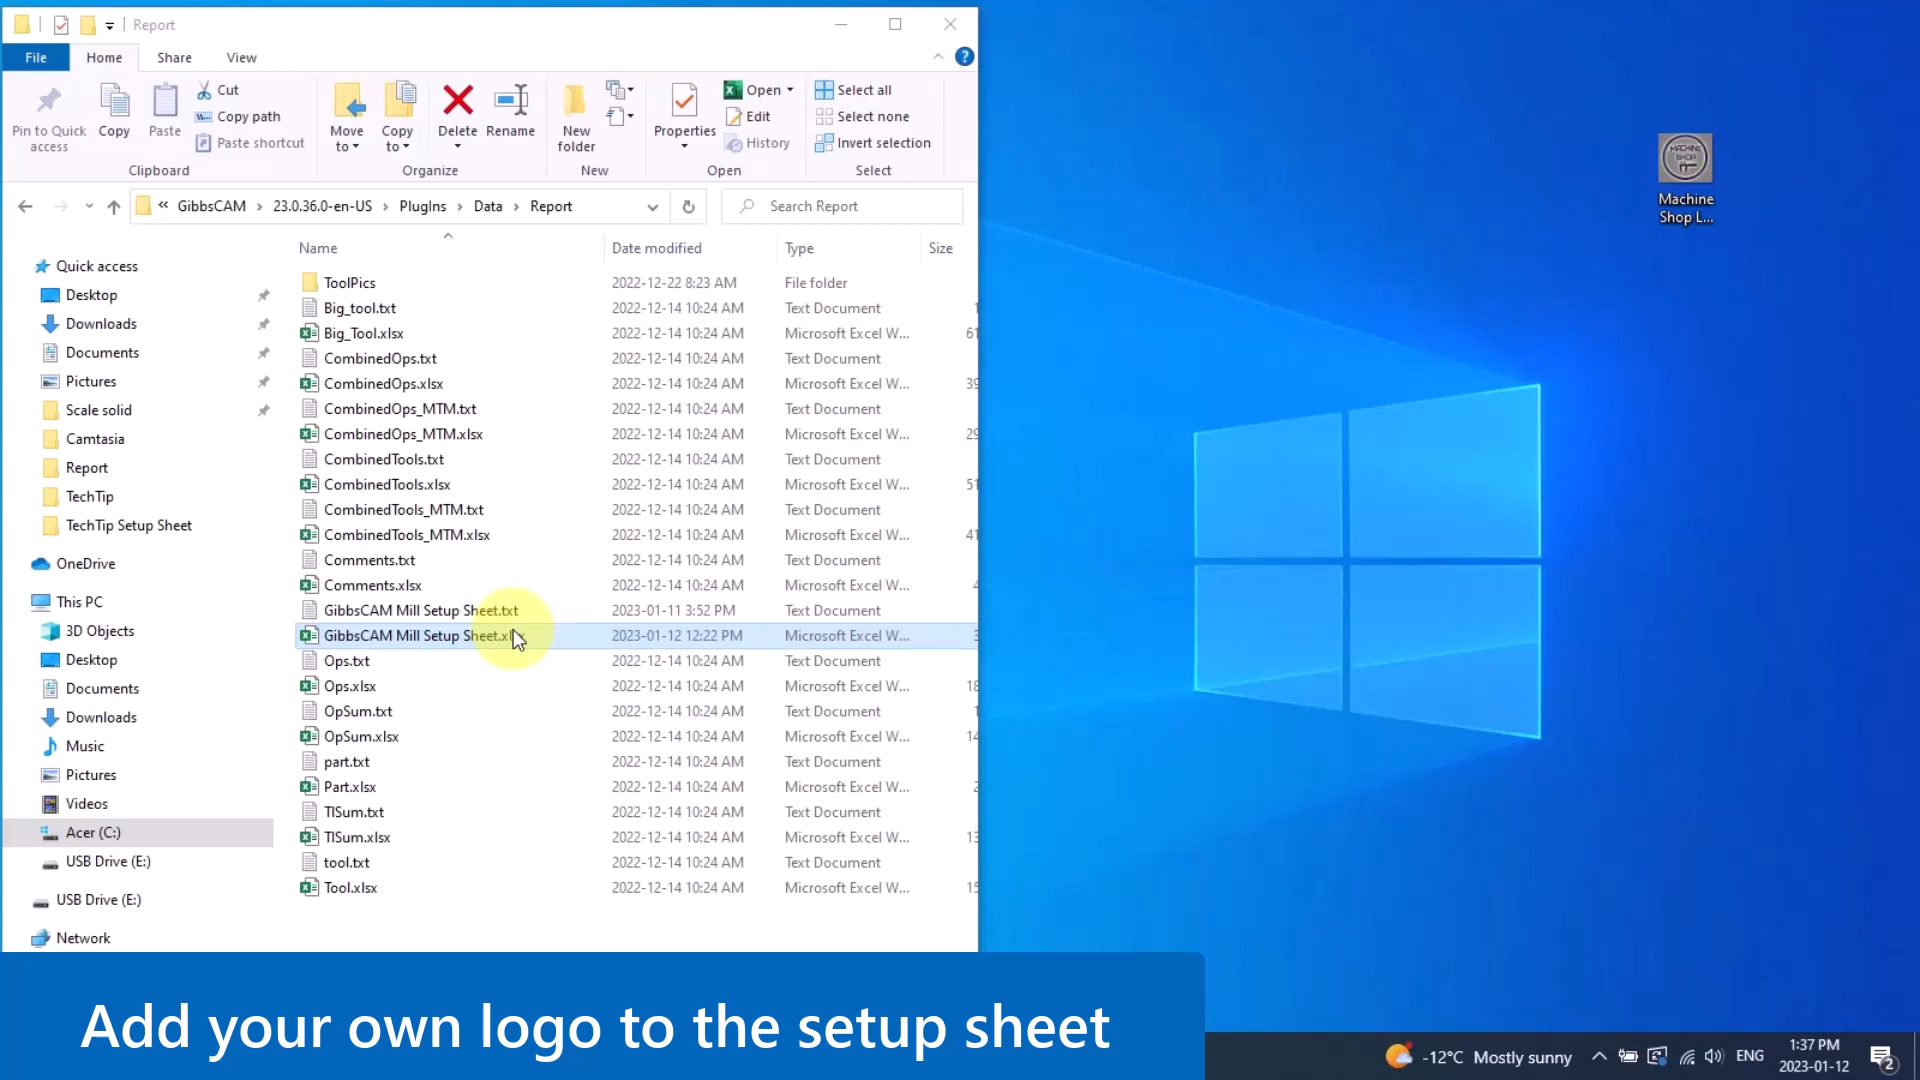 Report
File
Home
Share
View
Pin to Quick access
Copy
Paste
Cut
Copy path
Paste shortcut
Clipboard
Move to
Copy to
Delete
Rename
Organize
New folder
New
Properties
Open
Edit
History
Open
Select all
Select none
Invert selection
Select
« GibbsCAM > 23.0.36.0-en-US > PlugIns > Data > Report
Search Report
Quick access
Desktop
Downloads
Documents
Pictures
Scale solid
Camtasia
Report
TechTip
TechTip Setup Sheet
OneDrive
This PC
3D Objects
Desktop
Documents
Downloads
Music
Pictures
Videos
Acer (C:)
USB Drive (E:)
USB Drive (E:)
Network
Name Date modified Type Size
ToolPics 2022-12-22 8:23 AM File folder
Big_tool.txt 2022-12-14 10:24 AM Text Document
Big_Tool.xlsx 2022-12-14 10:24 AM Microsoft Excel W...
CombinedOps.txt 2022-12-14 10:24 AM Text Document
CombinedOps.xlsx 2022-12-14 10:24 AM Microsoft Excel W...
CombinedOps_MTM.txt 2022-12-14 10:24 AM Text Document
CombinedOps_MTM.xlsx 2022-12-14 10:24 AM Microsoft Excel W...
CombinedTools.txt 2022-12-14 10:24 AM Text Document
CombinedTools.xlsx 2022-12-14 10:24 AM Microsoft Excel W...
CombinedTools_MTM.txt 2022-12-14 10:24 AM Text Document
CombinedTools_MTM.xlsx 2022-12-14 10:24 AM Microsoft Excel W...
Comments.txt 2022-12-14 10:24 AM Text Document
Comments.xlsx 2022-12-14 10:24 AM Microsoft Excel W...
GibbsCAM Mill Setup Sheet.txt 2023-01-11 3:52 PM Text Document
GibbsCAM Mill Setup Sheet.xlsx 2023-01-12 12:22 PM Microsoft Excel W...
Ops.txt 2022-12-14 10:24 AM Text Document
Ops.xlsx 2022-12-14 10:24 AM Microsoft Excel W...
OpSum.txt 2022-12-14 10:24 AM Text Document
OpSum.xlsx 2022-12-14 10:24 AM Microsoft Excel W...
part.txt 2022-12-14 10:24 AM Text Document
Part.xlsx 2022-12-14 10:24 AM Microsoft Excel W...
TlSum.txt 2022-12-14 10:24 AM Text Document
TlSum.xlsx 2022-12-14 10:24 AM Microsoft Excel W...
tool.txt 2022-12-14 10:24 AM Text Document
Tool.xlsx 2022-12-14 10:24 AM Microsoft Excel W...
MACHINE
SHOP
Machine
Shop L...
Add your own logo to the setup sheet
-12°C Mostly sunny
ENG
1:37 PM
2023-01-12
2